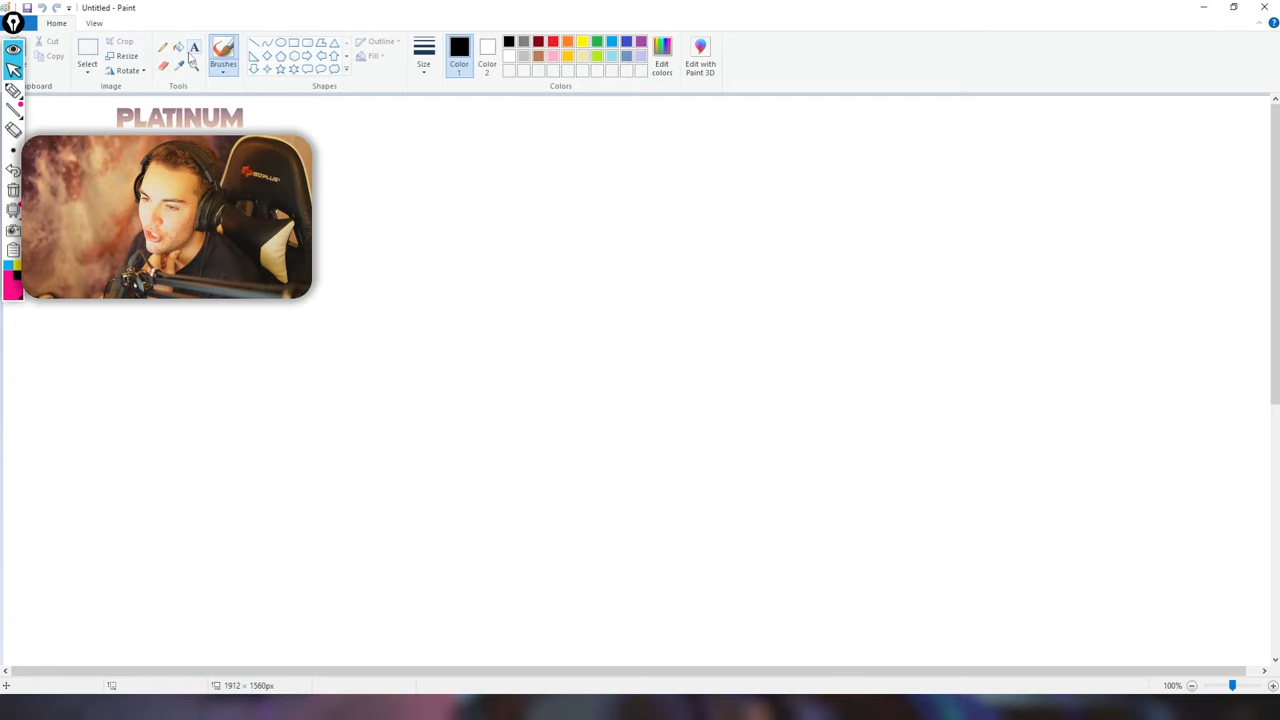 Untitled - Paint
Home View
Cut
Copy
Select
Crop
Resize
Rotate
Brushes
Outline
Fill
Size
Color 1
Color 2
Edit colors
Edit with Paint 3D
pboard
Image
Tools
Shapes
Colors
PLATINUM
1912 × 1560px
100%